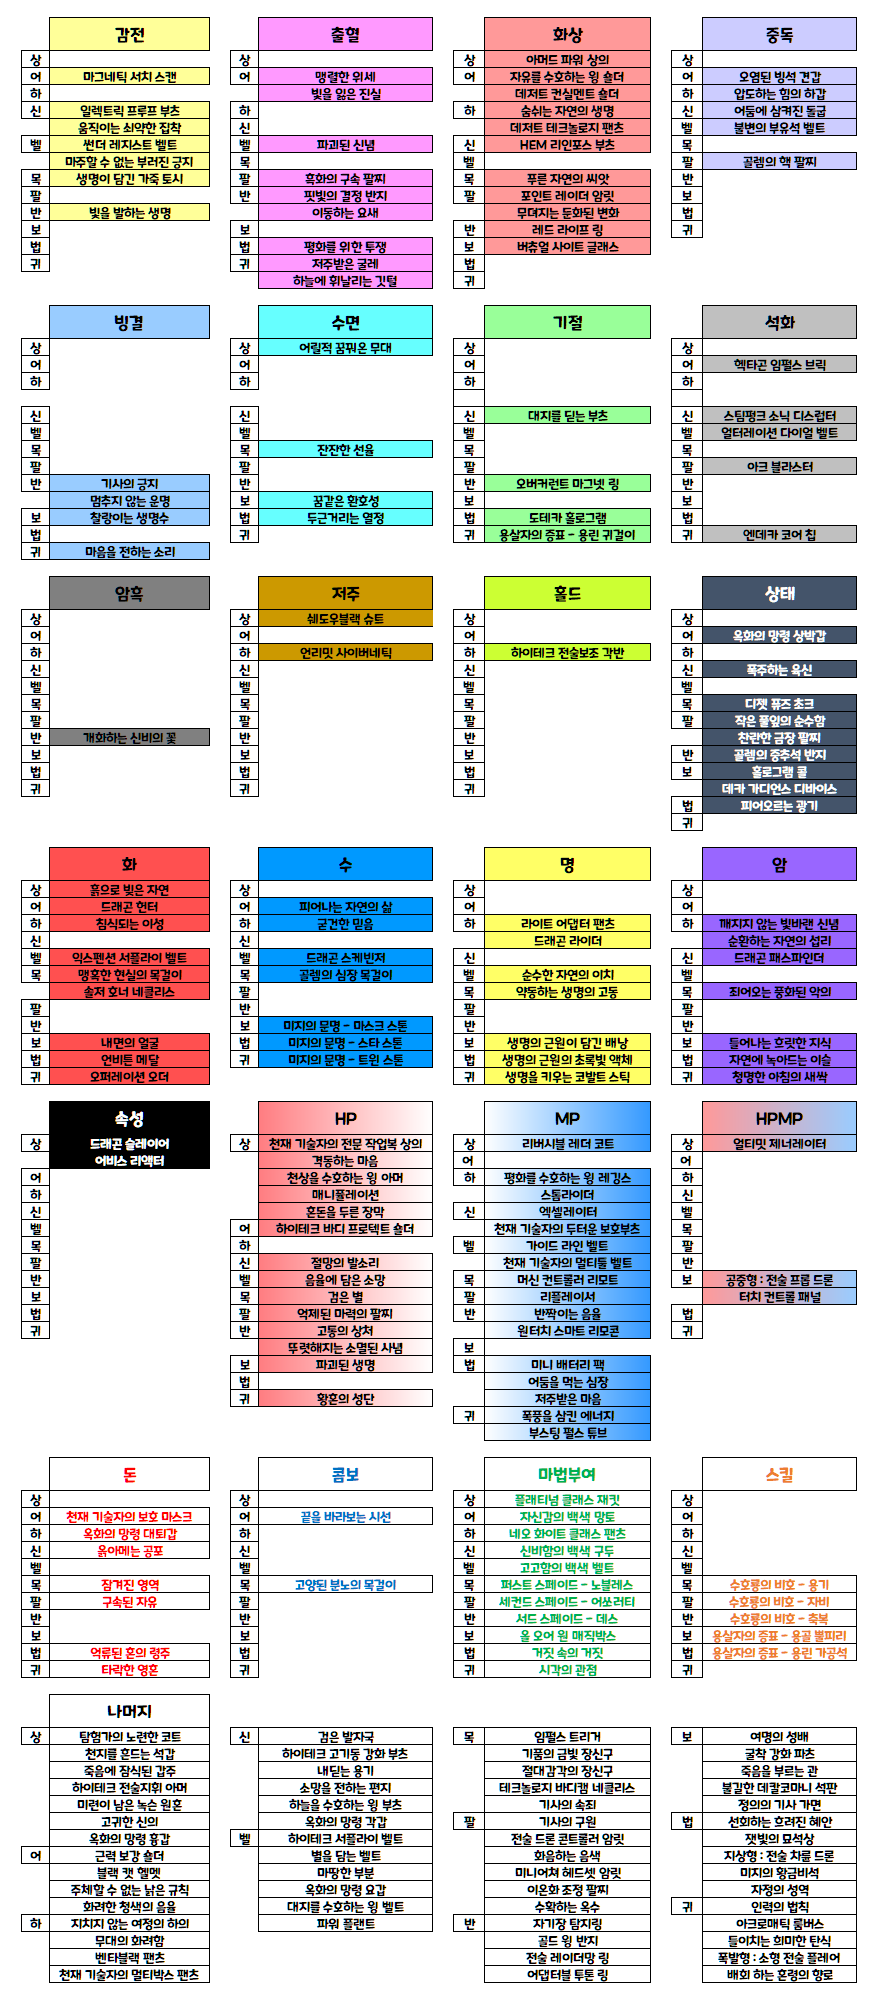 감전
상
어 마그네틱 서치 스캔
하
신 일렉트릭 프루프 부츠
움직이는 쇠약한 집착
벨 썬더 레지스트 벨트
마주할 수 없는 부러진 긍지
목 생명이 담긴 가죽 토시
팔
반 빛을 발하는 생명
보
법
귀
출혈
상
어 맹렬한 위세
빛을 잃은 진실
하
신
벨 파괴된 신념
목
팔 흑화의 구속 팔찌
반 핏빛의 결정 반지
이동하는 요새
보
법 평화를 위한 투쟁
귀 저주받은 굴레
하늘에 휘날리는 깃털
화상
상 아머드 파워 상의
어 자유를 수호하는 윙 숄더
데저트 컨실먼트 숄더
하 숨쉬는 자연의 생명
데저트 테크놀로지 팬츠
신 HEM 리인포스 부츠
벨
목 푸른 자연의 씨앗
팔 포인트 레이더 암릿
무뎌지는 둔화된 변화
반 레드 라이프 링
보 버츄얼 사이트 글래스
법
귀
중독
상
어 오염된 빙석 견갑
하 압도하는 힘의 하갑
신 어둠에 삼켜진 돌굽
벨 불변의 부유석 벨트
목
팔 골렘의 핵 팔찌
반
보
법
귀
빙결
상
어
하
신
벨
목
팔
반 기사의 긍지
멈추지 않는 운명
보 찰랑이는 생명수
법
귀 마음을 전하는 소리
수면
상 어릴적 꿈꿔온 무대
어
하
신
벨
목 잔잔한 선율
팔
반
보 꿈같은 환호성
법 두근거리는 열정
귀
기절
상
어
하
신 대지를 딛는 부츠
벨
목
팔
반 오버커런트 마그넷 링
보
법 도테카 홀로그램
귀 용살자의 증표 - 용린 귀걸이
석화
상
어 헥타곤 임펄스 브릭
하
신 스팀펑크 소닉 디스럽터
벨 얼터레이션 다이얼 벨트
목
팔 아크 블라스터
반
보
법
귀 엔데카 코어 칩
암흑
상
어
하
신
벨
목
팔
반 개화하는 신비의 꽃
보
법
귀
저주
상 쉐도우블랙 슈트
어
하 언리밋 사이버네틱
신
벨
목
팔
반
보
법
귀
홀드
상
어
하 하이테크 전술보조 각반
신
벨
목
팔
반
보
법
귀
상태
상
어 옥화의 망령 상박갑
하
신 폭주하는 육신
벨
목 디젯 퓨즈 초크
팔 작은 풀잎의 순수함
찬란한 금장 팔찌
반 골렘의 중추석 반지
보 홀로그램 콜
데카 가디언스 디바이스
법 피어오르는 광기
귀
화
상 흙으로 빚은 자연
어 드래곤 헌터
하 침식되는 이성
신
벨 익스펜션 서플라이 벨트
목 맹혹한 현실의 목걸이
솔저 호너 네클리스
팔
반
보 내면의 얼굴
법 언비튼 메달
귀 오퍼레이션 오더
수
상
어 피어나는 자연의 삶
하 굳건한 믿음
신
벨 드래곤 스케빈저
목 골렘의 심장 목걸이
팔
반
보 미지의 문명 - 마스크 스톤
법 미지의 문명 - 스타 스톤
귀 미지의 문명 - 트윈 스톤
명
상
어
하 라이트 어댑터 팬츠
드래곤 라이더
신
벨 순수한 자연의 이치
목 약동하는 생명의 고동
팔
반
보 생명의 근원이 담긴 배낭
법 생명의 근원의 초록빛 액체
귀 생명을 키우는 코발트 스틱
암
상
어
하 깨지지 않는 빛바랜 신념
순환하는 자연의 섭리
신 드래곤 패스파인더
벨
목 죄어오는 풍화된 악의
팔
반
보 들어나는 흐릿한 지식
법 자연에 녹아드는 이슬
귀 청명한 아침의 새싹
속성
상 드래곤 슬레이어
어비스 리액터
어
하
신
벨
목
팔
반
보
법
귀
HP
상 천재 기술자의 전문 작업복 상의
격동하는 마음
천상을 수호하는 윙 아머
매니퓰레이션
혼돈을 두른 장막
어 하이테크 바디 프로텍트 숄더
하
신 절망의 발소리
벨 음율에 담은 소망
목 검은 별
팔 억제된 마력의 팔찌
반 고통의 상처
뚜렷해지는 소멸된 사념
보 파괴된 생명
법
귀 황혼의 성단
MP
상 리버시블 레더 코트
어
하 평화를 수호하는 윙 레깅스
스톰라이더
신 엑셀레이터
천재 기술자의 두터운 보호부츠
벨 가이드 라인 벨트
천재 기술자의 멀티툴 벨트
목 머신 컨트롤러 리모트
팔 리플레이서
반 반짝이는 음율
원터치 스마트 리모콘
보
법 미니 배터리 팩
어둠을 먹는 심장
저주받은 마음
귀 폭풍을 삼킨 에너지
부스팅 펄스 튜브
HPMP
상 얼티밋 제너레이터
어
하
신
벨
목
팔
반
보 공중형 : 전술 프롭 드론
터치 컨트롤 패널
법
귀
돈
상
어 천재 기술자의 보호 마스크
하 옥화의 망령 대퇴갑
신 옭아메는 공포
벨
목 잠겨진 영역
팔 구속된 자유
반
보
법 억류된 혼의 령주
귀 타락한 영혼
콤보
상
어 끝을 바라보는 시선
하
신
벨
목 고양된 분노의 목걸이
팔
반
보
법
귀
마법부여
상 플래티넘 클래스 재킷
어 자신감의 백색 망토
하 네오 화이트 클래스 팬츠
신 신비함의 백색 구두
벨 고고함의 백색 벨트
목 퍼스트 스페이드 - 노블레스
팔 세컨드 스페이드 - 어쏘러티
반 서드 스페이드 - 데스
보 올 오어 원 매직박스
법 거짓 속의 거짓
귀 시각의 관점
스킬
상
어
하
신
벨
목 수호룡의 비호 - 용기
팔 수호룡의 비호 - 자비
반 수호룡의 비호 - 축복
보 용살자의 증표 - 용골 뿔피리
법 용살자의 증표 - 용린 가공석
귀
나머지
상 탐험가의 노련한 코트
천지를 흔드는 석갑
죽음에 잠식된 갑주
하이테크 전술지휘 아머
미련이 남은 녹슨 원혼
고귀한 신의
옥화의 망령 흉갑
어 근력 보강 숄더
블랙 캣 헬멧
주체할 수 없는 낡은 규칙
화려한 청색의 음율
하 지치지 않는 여정의 하의
무대의 화려함
벤타블랙 팬츠
천재 기술자의 멀티박스 팬츠
신 검은 발자국
하이테크 고기동 강화 부츠
내딛는 용기
소망을 전하는 편지
하늘을 수호하는 윙 부츠
옥화의 망령 각갑
벨 하이테크 서플라이 벨트
별을 담는 벨트
마땅한 부분
옥화의 망령 요갑
대지를 수호하는 윙 벨트
파워 플랜트
목 임펄스 트리거
기품의 금빛 장신구
절대감각의 장신구
테크놀로지 바디캠 네클리스
기사의 속죄
팔 기사의 구원
전술 드론 콘트롤러 암릿
화음하는 음색
미니어쳐 헤드셋 암릿
이온화 조정 팔찌
수확하는 옥수
반 자기장 탐지링
골드 윙 반지
전술 레이더망 링
어댑터블 투톤 링
보 여명의 성배
굴착 강화 파츠
죽음을 부르는 관
불길한 데칼코마니 석판
정의의 기사 가면
법 선회하는 흐려진 혜안
잿빛의 묘석상
지상형 : 전술 차륜 드론
미지의 황금비석
자정의 성역
귀 인력의 법칙
아크로매틱 룸버스
들이치는 희미한 탄식
폭발형 : 소형 전술 플레어
배회 하는 혼령의 향로